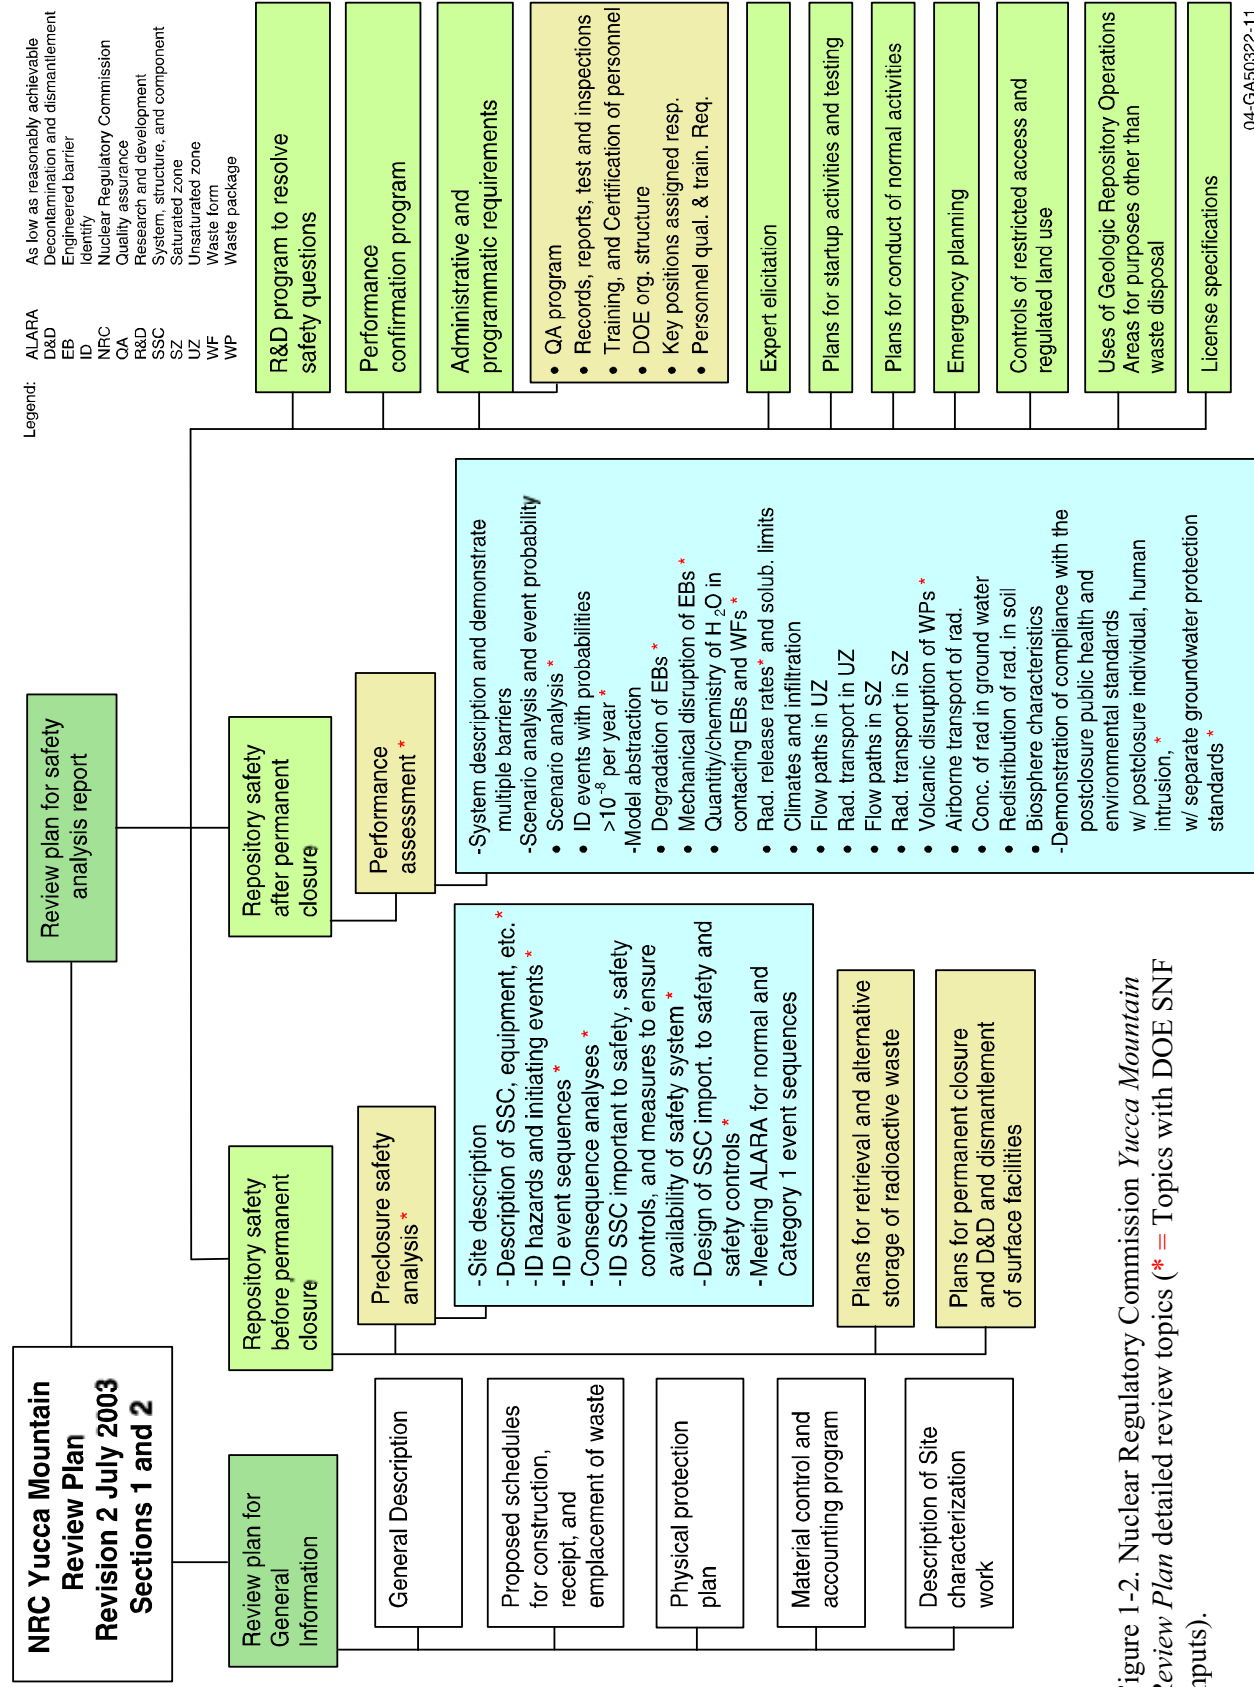 NRC Yucca Mountain
Review Plan
Revision 2 July 2003
Sections 1 and 2
Review plan for safety
analysis report
Legend:
ALARA As low as reasonably achievable
D&D Decontamination and dismantlement
EB Engineered barrier
ID Identify
NRC Nuclear Regulatory Commission
QA Quality assurance
R&D Research and development
SSC System, structure, and component
SZ Saturated zone
UZ Unsaturated zone
WF Waste form
WP Waste package
Review plan for
General
Information
General Description
Proposed schedules
for construction,
receipt, and
emplacement of waste
Physical protection
plan
Material control and
accounting program
Description of Site
characterization
work
Repository safety
before permanent
closure
Preclosure safety
analysis *
-Site description
-Description of SSC, equipment, etc. *
-ID hazards and initiating events *
-ID event sequences *
-Consequence analyses *
-ID SSC important to safety, safety
controls, and measures to ensure
availability of safety system *
-Design of SSC import. to safety and
safety controls *
-Meeting ALARA for normal and
Category 1 event sequences
Plans for retrieval and alternative
storage of radioactive waste
Plans for permanent closure
and D&D and dismantlement
of surface facilities
Repository safety
after permanent
closure
Performance
assessment *
-System description and demonstrate
multiple barriers
-Scenario analysis and event probability
• Scenario analysis *
• ID events with probabilities
>10⁻⁸ per year *
-Model abstraction
• Degradation of EBs *
• Mechanical disruption of EBs *
• Quantity/chemistry of H₂O in
contacting EBs and WFs *
• Rad. release rates* and solub. limits
• Climates and infiltration
• Flow paths in UZ
• Rad. transport in UZ
• Flow paths in SZ
• Rad. transport in SZ
• Volcanic disruption of WPs *
• Airborne transport of rad.
• Conc. of rad in ground water
• Redistribution of rad. in soil
• Biosphere characteristics
-Demonstration of compliance with the
postclosure public health and
environmental standards
w/ postclosure individual, human
intrusion, *
w/ separate groundwater protection
standards *
R&D program to resolve
safety questions
Performance
confirmation program
Administrative and
programmatic requirements
• QA program
• Records, reports, test and inspections
• Training, and Certification of personnel
• DOE org. structure
• Key positions assigned resp.
• Personnel qual. & train. Req.
Expert elicitation
Plans for startup activities and testing
Plans for conduct of normal activities
Emergency planning
Controls of restricted access and
regulated land use
Uses of Geologic Repository Operations
Areas for purposes other than
waste disposal
License specifications
04-GA50322-11
igure 1-2. Nuclear Regulatory Commission Yucca Mountain
Review Plan detailed review topics (* = Topics with DOE SNF
nputs).